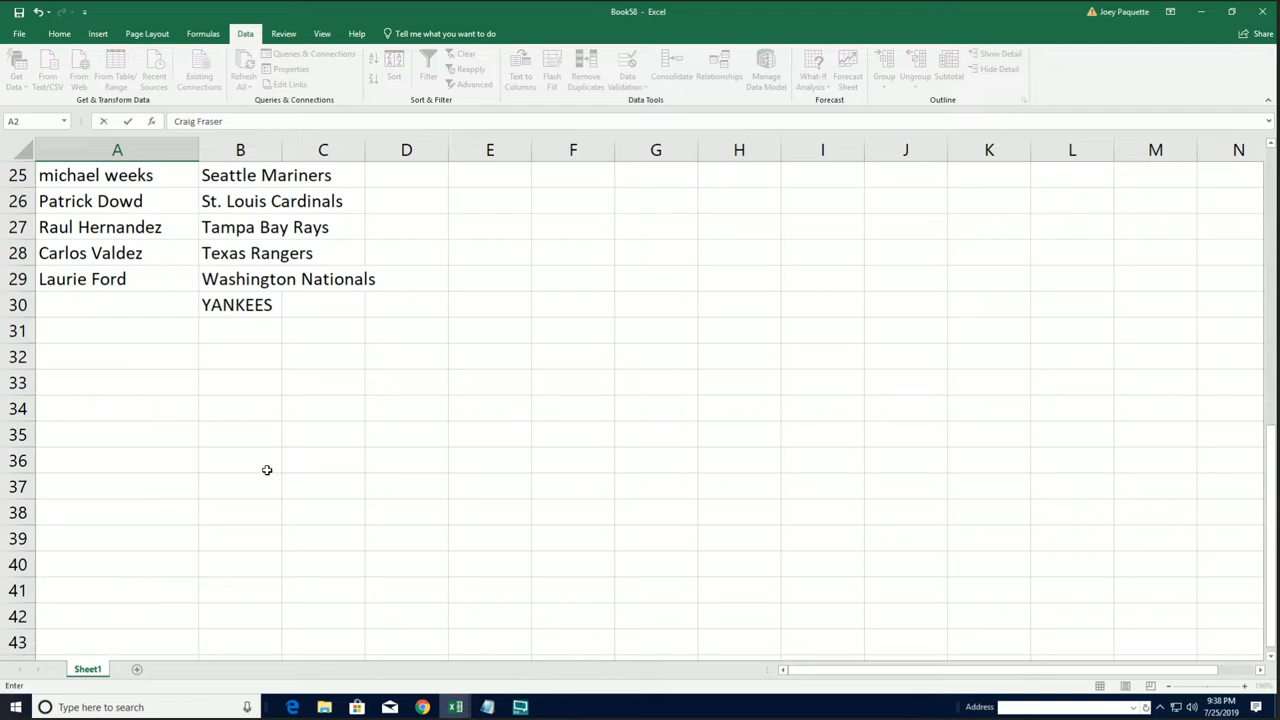 Book58 - Excel
Joey Paquette
File Home Insert Page Layout Formulas Data Review View Help Tell me what you want to do Share
Get Data
From Text/CSV
From Web
From Table/ Range
Recent Sources
Existing Connections
Get & Transform Data
Refresh All
Queries & Connections
Properties
Edit Links
Queries & Connections
Sort
Filter
Clear
Reapply
Advanced
Sort & Filter
Text to Columns
Flash Fill
Remove Duplicates
Data Validation
Consolidate
Relationships
Manage Data Model
Data Tools
What-If Analysis
Forecast Sheet
Forecast
Group
Ungroup
Subtotal
Show Detail
Hide Detail
Outline
A2 fx Craig Fraser
A B C D E F G H I J K L M N
25 michael weeks Seattle Mariners
26 Patrick Dowd St. Louis Cardinals
27 Raul Hernandez Tampa Bay Rays
28 Carlos Valdez Texas Rangers
29 Laurie Ford Washington Nationals
30 YANKEES
31
32
33
34
35
36
37
38
39
40
41
42
43
Sheet1
Enter 196%
Type here to search
Address
9:38 PM
7/25/2019